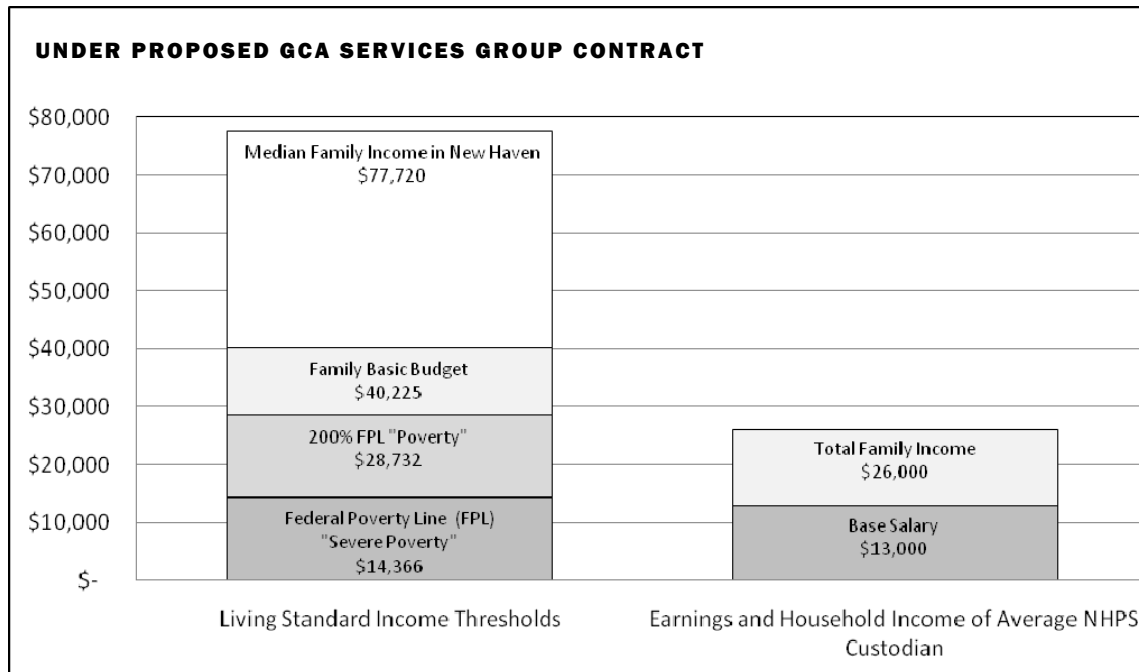 UNDER PROPOSED GCA SERVICES GROUP CONTRACT
$80,000
$70,000
$60,000
$50,000
$40,000
$30,000
$20,000
$10,000
$-
Median Family Income in New Haven
$77,720
Family Basic Budget
$40,225
200% FPL "Poverty"
$28,732
Federal Poverty Line (FPL)
"Severe Poverty"
$14,366
Total Family Income
$26,000
Base Salary
$13,000
Living Standard Income Thresholds
Earnings and Household Income of Average NHPS
Custodian